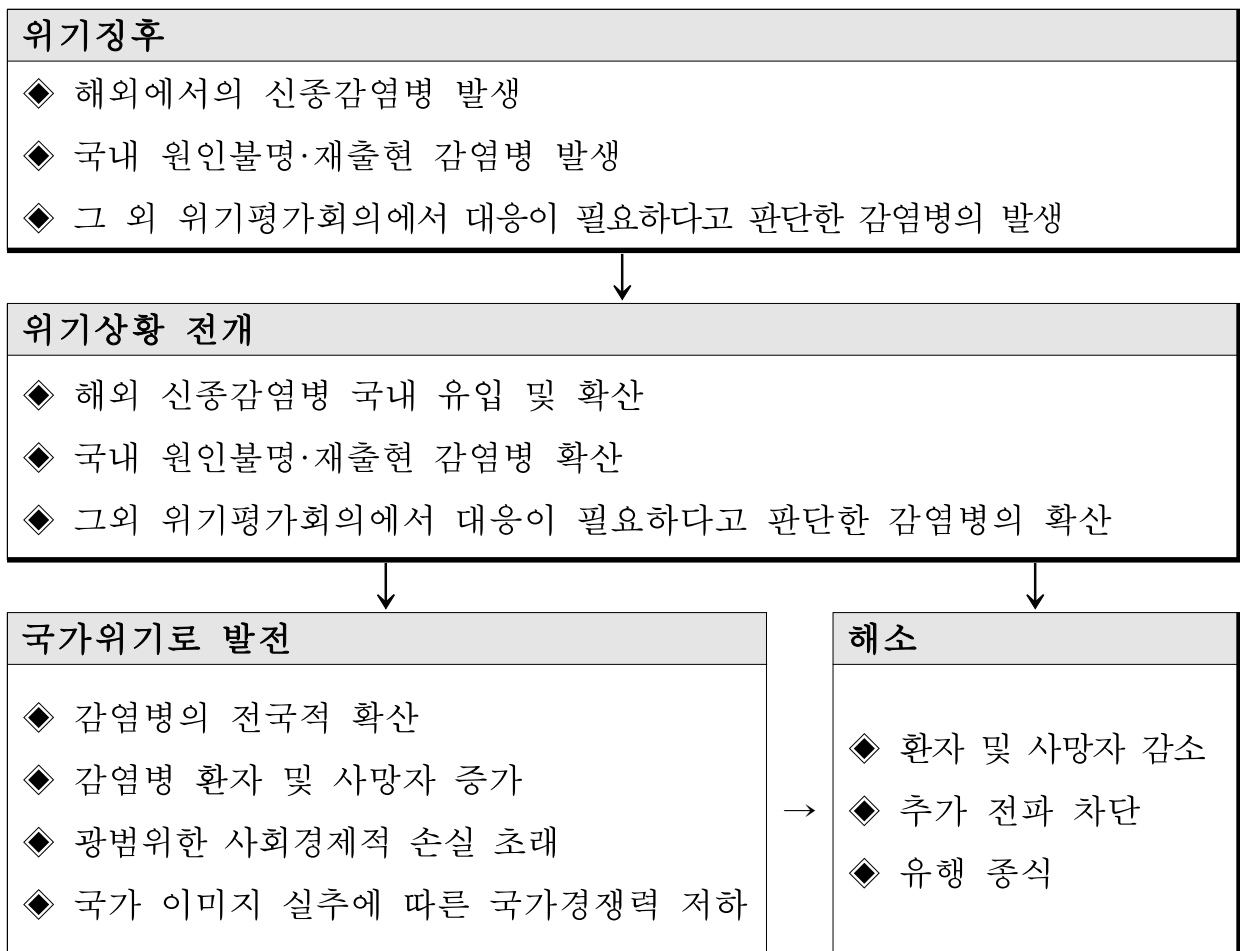 위기징후
◈ 해외에서의 신종감염병 발생
◈ 국내 원인불명·재출현 감염병 발생
◈ 그 외 위기평가회의에서 대응이 필요하다고 판단한 감염병의 발생
↓
위기상황 전개
◈ 해외 신종감염병 국내 유입 및 확산
◈ 국내 원인불명·재출현 감염병 확산
◈ 그외 위기평가회의에서 대응이 필요하다고 판단한 감염병의 확산
↓ ↓
국가위기로 발전
◈ 감염병의 전국적 확산
◈ 감염병 환자 및 사망자 증가
◈ 광범위한 사회경제적 손실 초래
◈ 국가 이미지 실추에 따른 국가경쟁력 저하
→
해소
◈ 환자 및 사망자 감소
◈ 추가 전파 차단
◈ 유행 종식